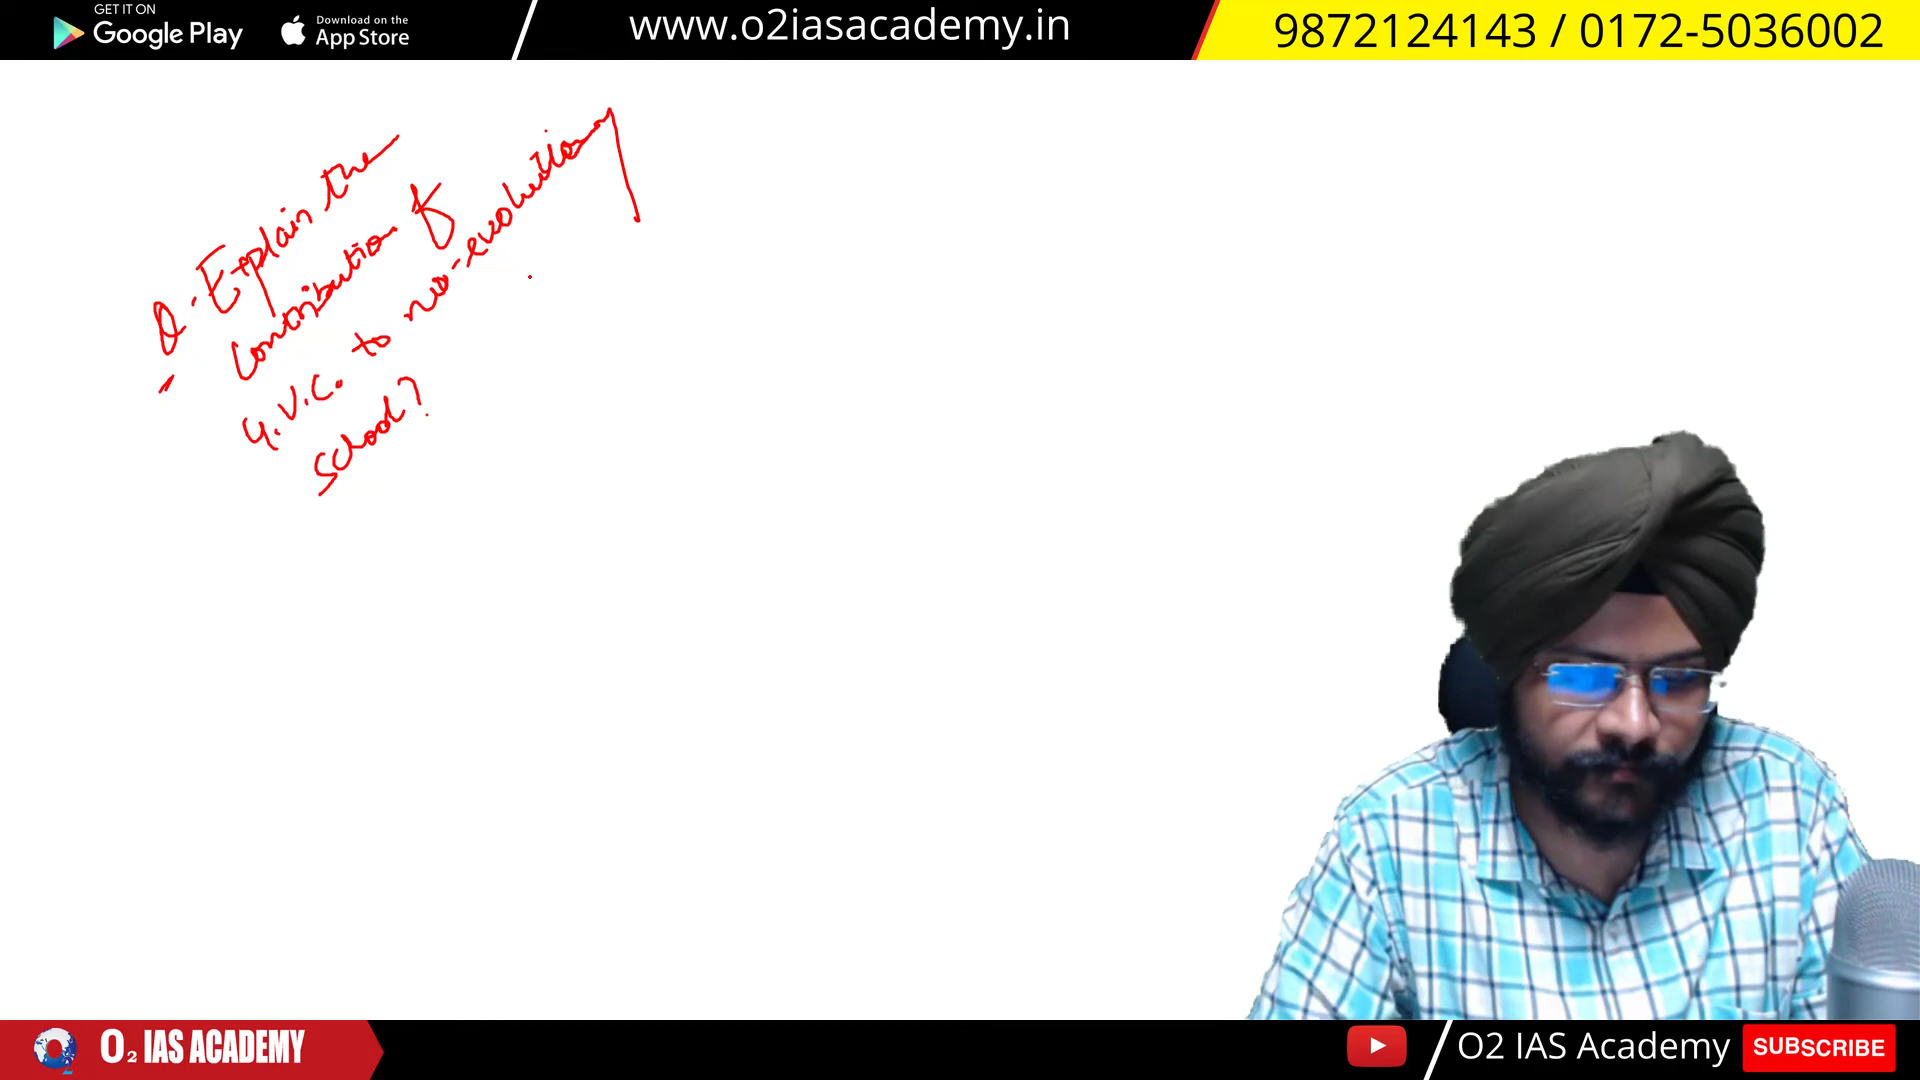 GET IT ON
Google Play
Download on the
App Store
www.o2iasacademy.in
9872124143 / 0172-5036002
Q. Explain the
contribution of
G.V.C. to neo-evolutionary
school?
O2 IAS ACADEMY
O2 IAS Academy
SUBSCRIBE